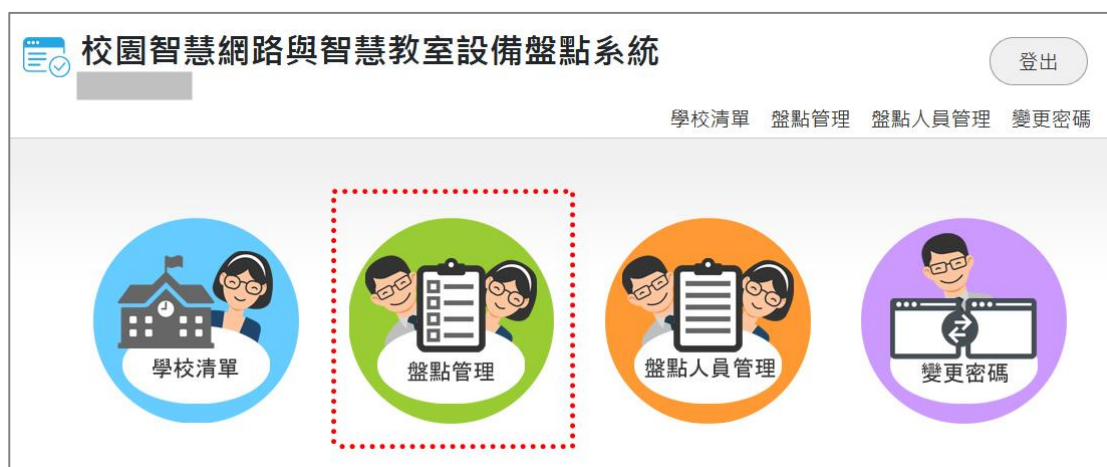 校園智慧網路與智慧教室設備盤點系統
登出
學校清單 盤點管理 盤點人員管理 變更密碼
學校清單
盤點管理
盤點人員管理
變更密碼